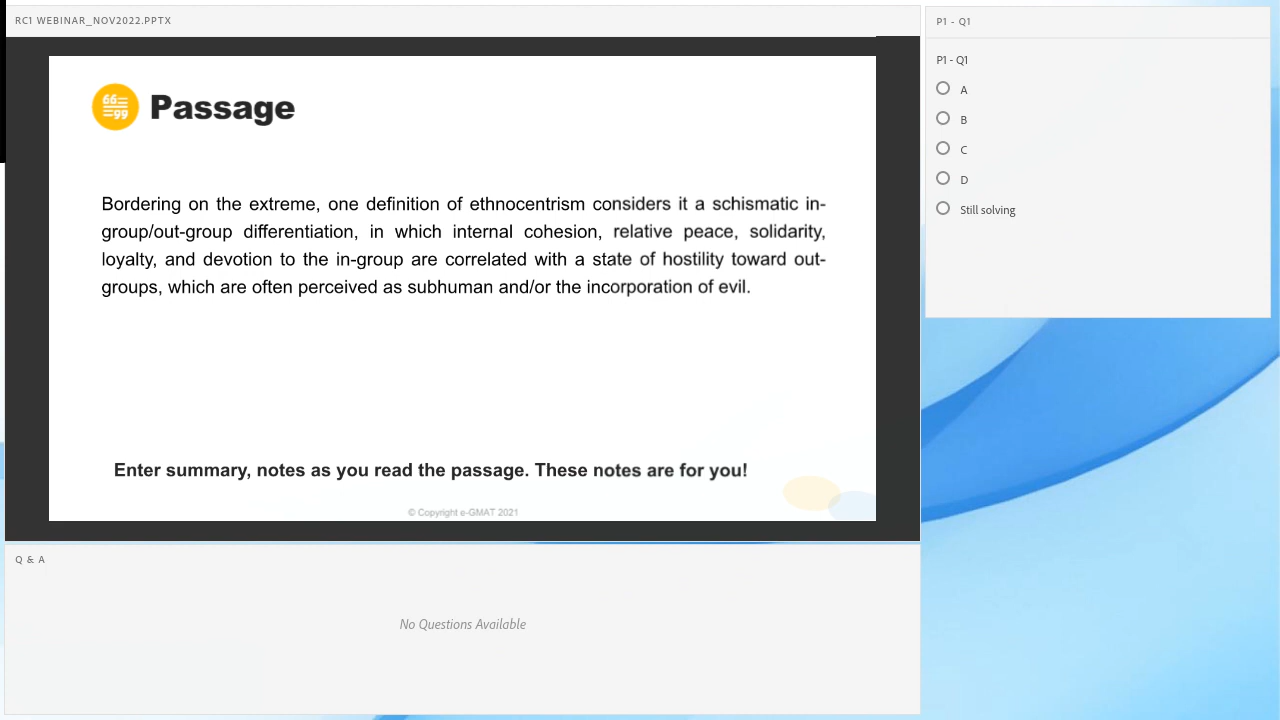 RC1 WEBINAR_NOV2022.PPTX
66
99
Passage
Bordering on the extreme, one definition of ethnocentrism considers it a schismatic in-
group/out-group differentiation, in which internal cohesion, relative peace, solidarity,
loyalty, and devotion to the in-group are correlated with a state of hostility toward out-
groups, which are often perceived as subhuman and/or the incorporation of evil.
Enter summary, notes as you read the passage. These notes are for you!
© Copyright e-GMAT 2021
Q & A
No Questions Available
P1 - Q1
P1 - Q1
A
B
C
D
Still solving